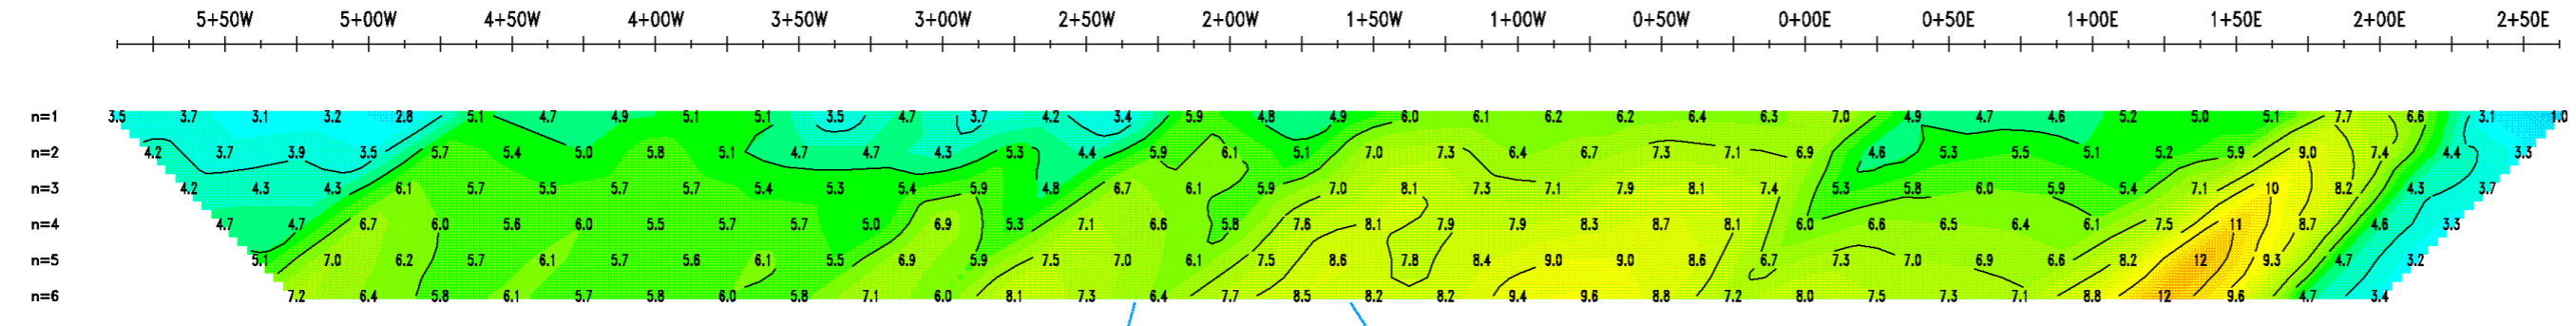 5+50W 5+00W 4+50W 4+00W 3+50W 3+00W 2+50W 2+00W 1+50W 1+00W 0+50W 0+00E 0+50E 1+00E 1+50E 2+00E 2+50E
n=1 3.5 3.7 3.1 3.2 2.8 5.1 4.7 4.9 5.1 5.1 3.5 4.7 3.7 4.2 3.4 5.9 4.8 4.9 6.0 6.1 6.2 6.2 6.4 6.3 7.0 4.9 4.7 4.6 5.2 5.0 5.1 7.7 6.6 3.1 1.0
n=2 4.2 3.7 3.9 3.5 5.7 5.4 5.0 5.8 5.1 4.7 4.7 4.3 5.3 4.4 5.9 6.1 5.1 7.0 7.3 6.4 6.7 7.3 7.1 6.9 4.6 5.3 5.5 5.1 5.2 5.9 9.0 7.4 4.4 3.3
n=3 4.2 4.3 4.3 6.1 5.7 5.5 5.7 5.7 5.4 5.3 5.4 5.9 4.8 6.7 6.1 5.9 7.0 8.1 7.3 7.1 7.9 8.1 7.4 5.3 5.8 6.0 5.9 5.4 7.1 10 8.2 4.3 3.7
n=4 4.7 4.7 6.7 6.0 5.6 6.0 5.5 5.7 5.7 5.0 6.9 5.3 7.1 6.6 5.8 7.6 8.1 7.9 7.9 8.3 8.7 8.1 6.0 6.6 6.5 6.4 6.1 7.5 11 8.7 4.6 3.3
n=5 5.1 7.0 6.2 5.7 6.1 5.7 5.6 6.1 5.5 6.9 5.9 7.5 7.0 6.1 7.5 8.6 7.8 8.4 9.0 9.0 8.6 6.7 7.3 7.0 6.9 6.6 8.2 12 9.3 4.7 3.2
n=6 7.2 6.4 5.8 6.1 5.7 5.8 6.0 5.8 7.1 6.0 8.1 7.3 6.4 7.7 8.5 8.2 8.2 9.4 9.6 8.8 7.2 8.0 7.5 7.3 7.1 8.8 12 9.6 4.7 3.4